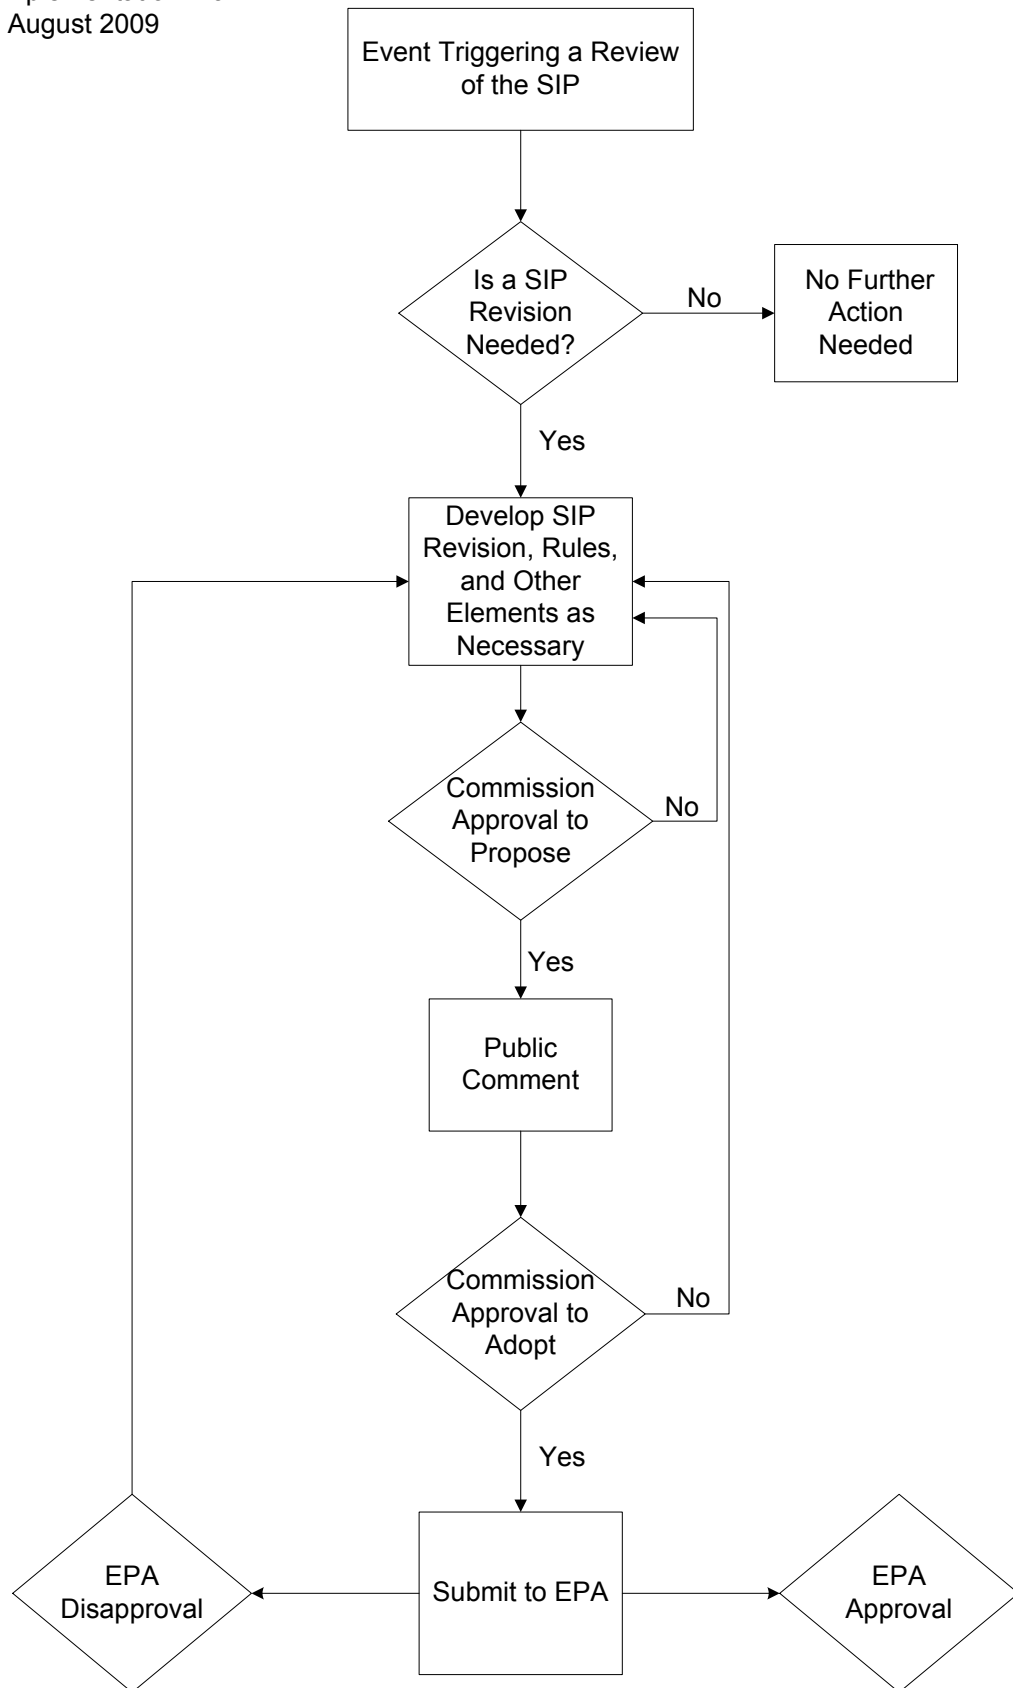 August 2009
Event Triggering a Review
of the SIP
Is a SIP
Revision
Needed?
No
No Further
Action
Needed
Yes
Develop SIP
Revision, Rules,
and Other
Elements as
Necessary
Commission
Approval to
Propose
No
Yes
Public
Comment
Commission
Approval to
Adopt
No
Yes
EPA
Disapproval
Submit to EPA
EPA
Approval